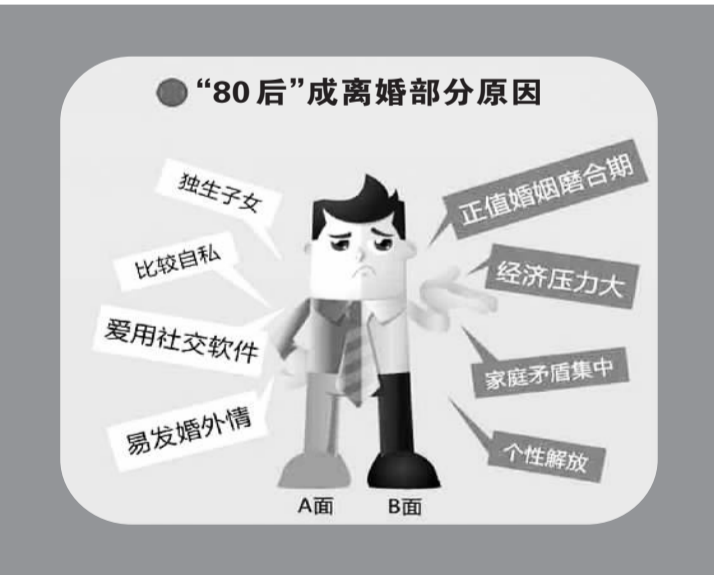 “80后”成离婚部分原因
独生子女
比较自私
爱用社交软件
易发婚外情
正值婚姻磨合期
经济压力大
家庭矛盾集中
个性解放
A面
B面